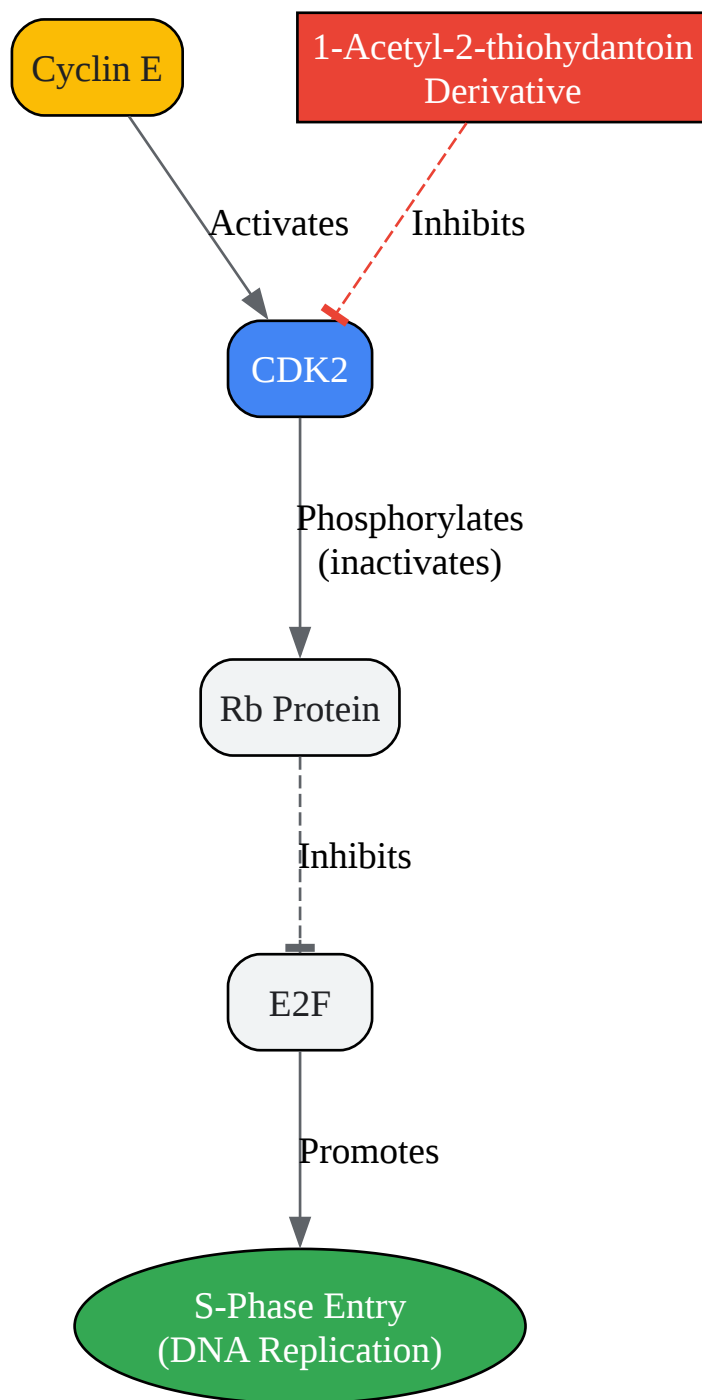 Cyclin E
1-Acetyl-2-thiohydantoin
Derivative
Activates
Inhibits
CDK2
Phosphorylates
(inactivates)
Rb Protein
Inhibits
E2F
Promotes
S-Phase Entry
(DNA Replication)